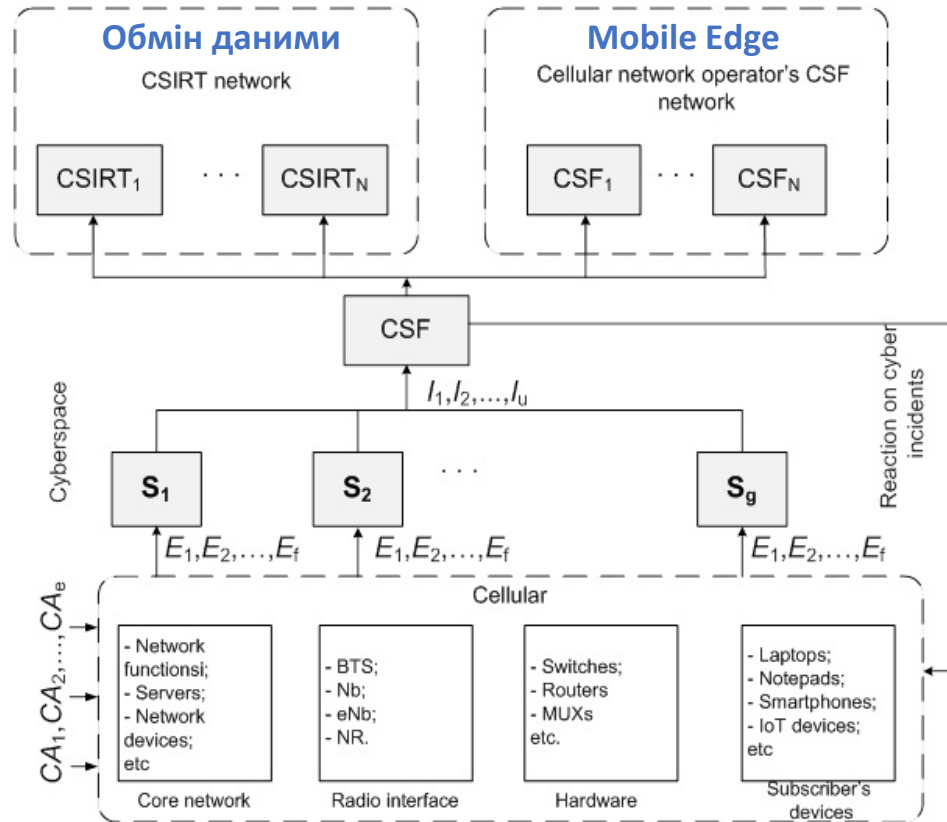 Обмін даними
CSIRT network
Mobile Edge
Cellular network operator's CSF
network
CSIRT1
. . .
CSIRTN
CSF1
. . .
CSFN
CSF
Reaction on cyber
incidents
Cyberspace
I1,I2,...,Iu
S1
S2
. . .
Sg
E1,E2,...,Ef
E1,E2,...,Ef
E1,E2,...,Ef
CA1,CA2,...,CAe
Cellular
- Network
functionsi;
- Servers;
- Network
devices;
etc
Core network
- BTS;
- Nb;
- eNb;
- NR.
Radio interface
- Switches;
- Routers
- MUXs
etc.
Hardware
- Laptops;
- Notepads;
- Smartphones;
- IoT devices;
etc
Subscriber's
devices